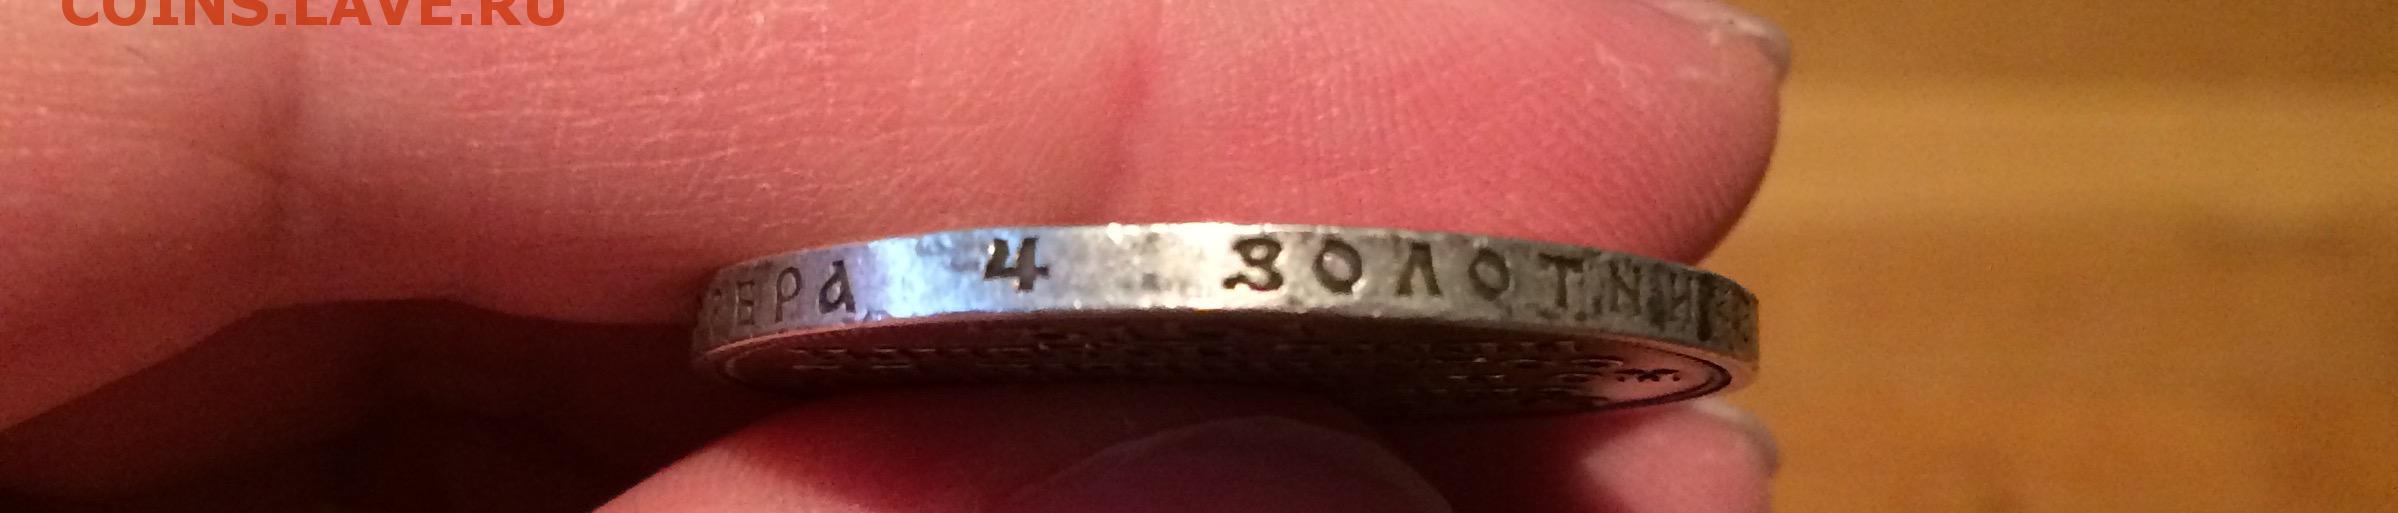 COINS.LAVE.RU
ЕРА 4 ЗОЛОТНИ